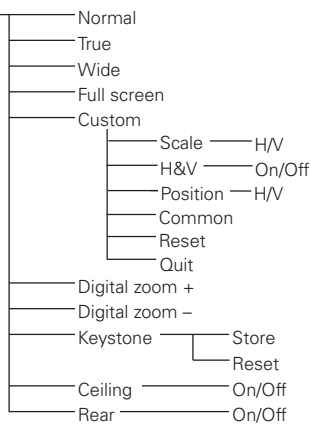 Normal
True
Wide
Full screen
Custom
Scale H/V
H&V On/Off
Position H/V
Common
Reset
Quit
Digital zoom +
Digital zoom –
Keystone Store
Reset
Ceiling On/Off
Rear On/Off